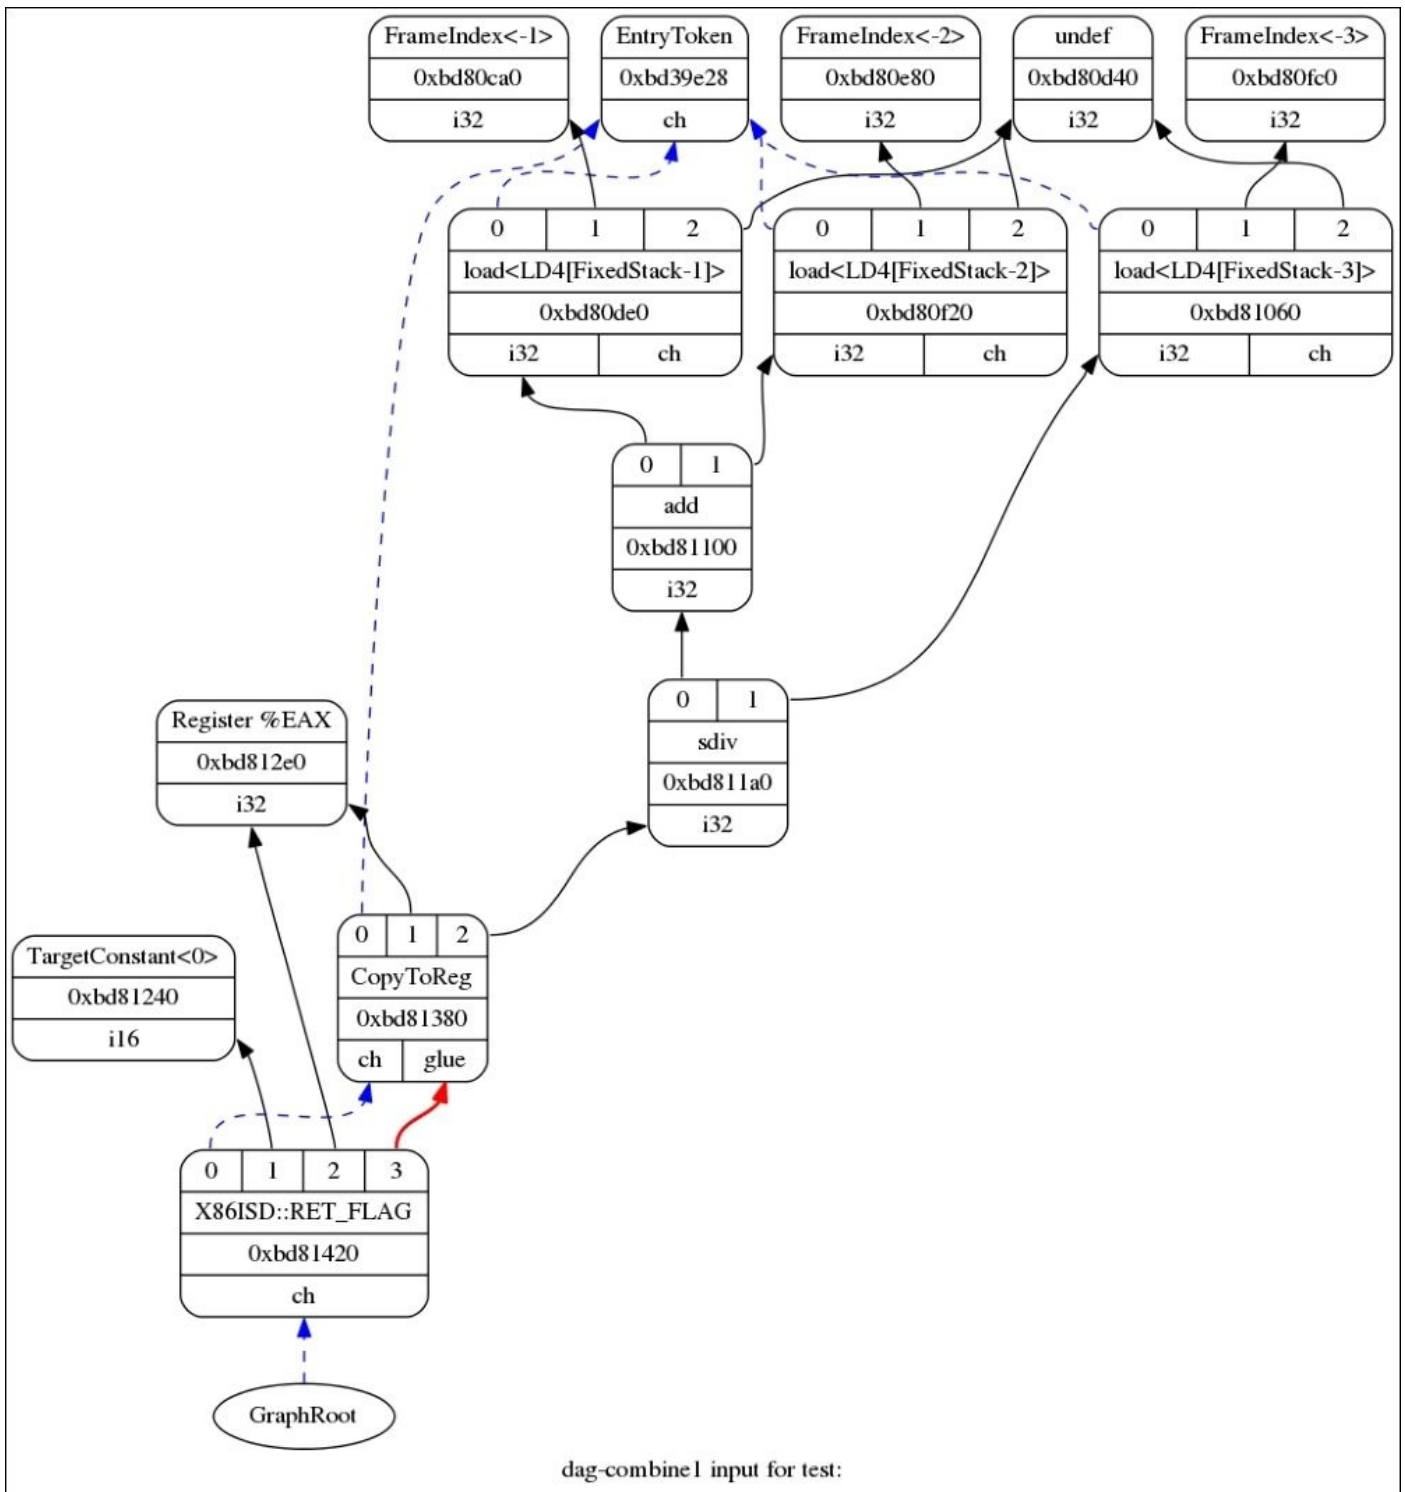 FrameIndex<-1>
0xbd80ca0
i32
EntryToken
0xbd39e28
ch
FrameIndex<-2>
0xbd80e80
i32
undef
0xbd80d40
i32
FrameIndex<-3>
0xbd80fc0
i32
0 1 2
load<LD4[FixedStack-1]>
0xbd80de0
i32 ch
0 1 2
load<LD4[FixedStack-2]>
0xbd80f20
i32 ch
0 1 2
load<LD4[FixedStack-3]>
0xbd81060
i32 ch
0 1
add
0xbd81100
i32
0 1
sdiv
0xbd811a0
i32
Register %EAX
0xbd812e0
i32
0 1 2
CopyToReg
0xbd81380
ch glue
TargetConstant<0>
0xbd81240
i16
0 1 2 3
X86ISD::RET_FLAG
0xbd81420
ch
GraphRoot
dag-combine1 input for test: